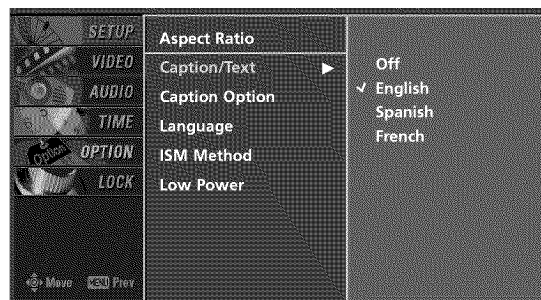 SETUP
VIDEO
AUDIO
TIME
Option OPTION
LOCK
Move MENU Prev
Aspect Ratio
Caption/Text ▶
Caption Option
Language
ISM Method
Low Power
Off
✓ English
Spanish
French